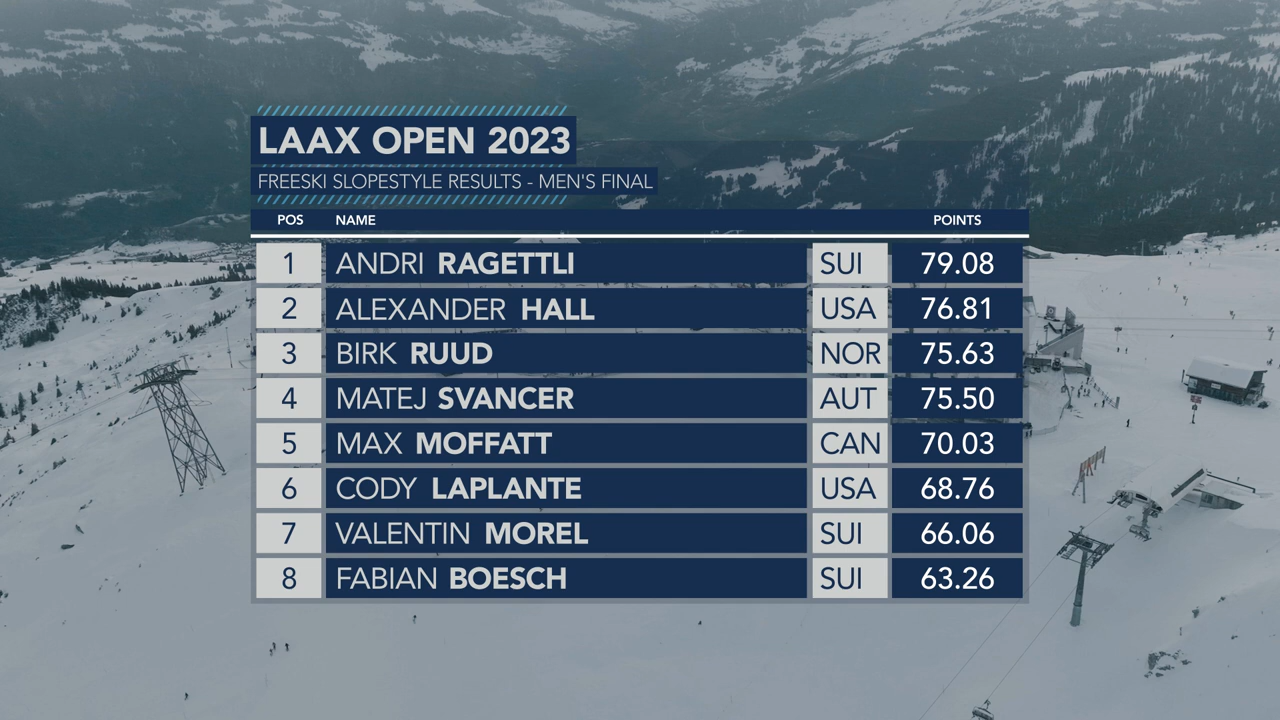 LAAX OPEN 2023
FREESKI SLOPESTYLE RESULTS - MEN'S FINAL
POS NAME POINTS
1 ANDRI RAGETTLI SUI 79.08
2 ALEXANDER HALL USA 76.81
3 BIRK RUUD NOR 75.63
4 MATEJ SVANCER AUT 75.50
5 MAX MOFFATT CAN 70.03
6 CODY LAPLANTE USA 68.76
7 VALENTIN MOREL SUI 66.06
8 FABIAN BOESCH SUI 63.26